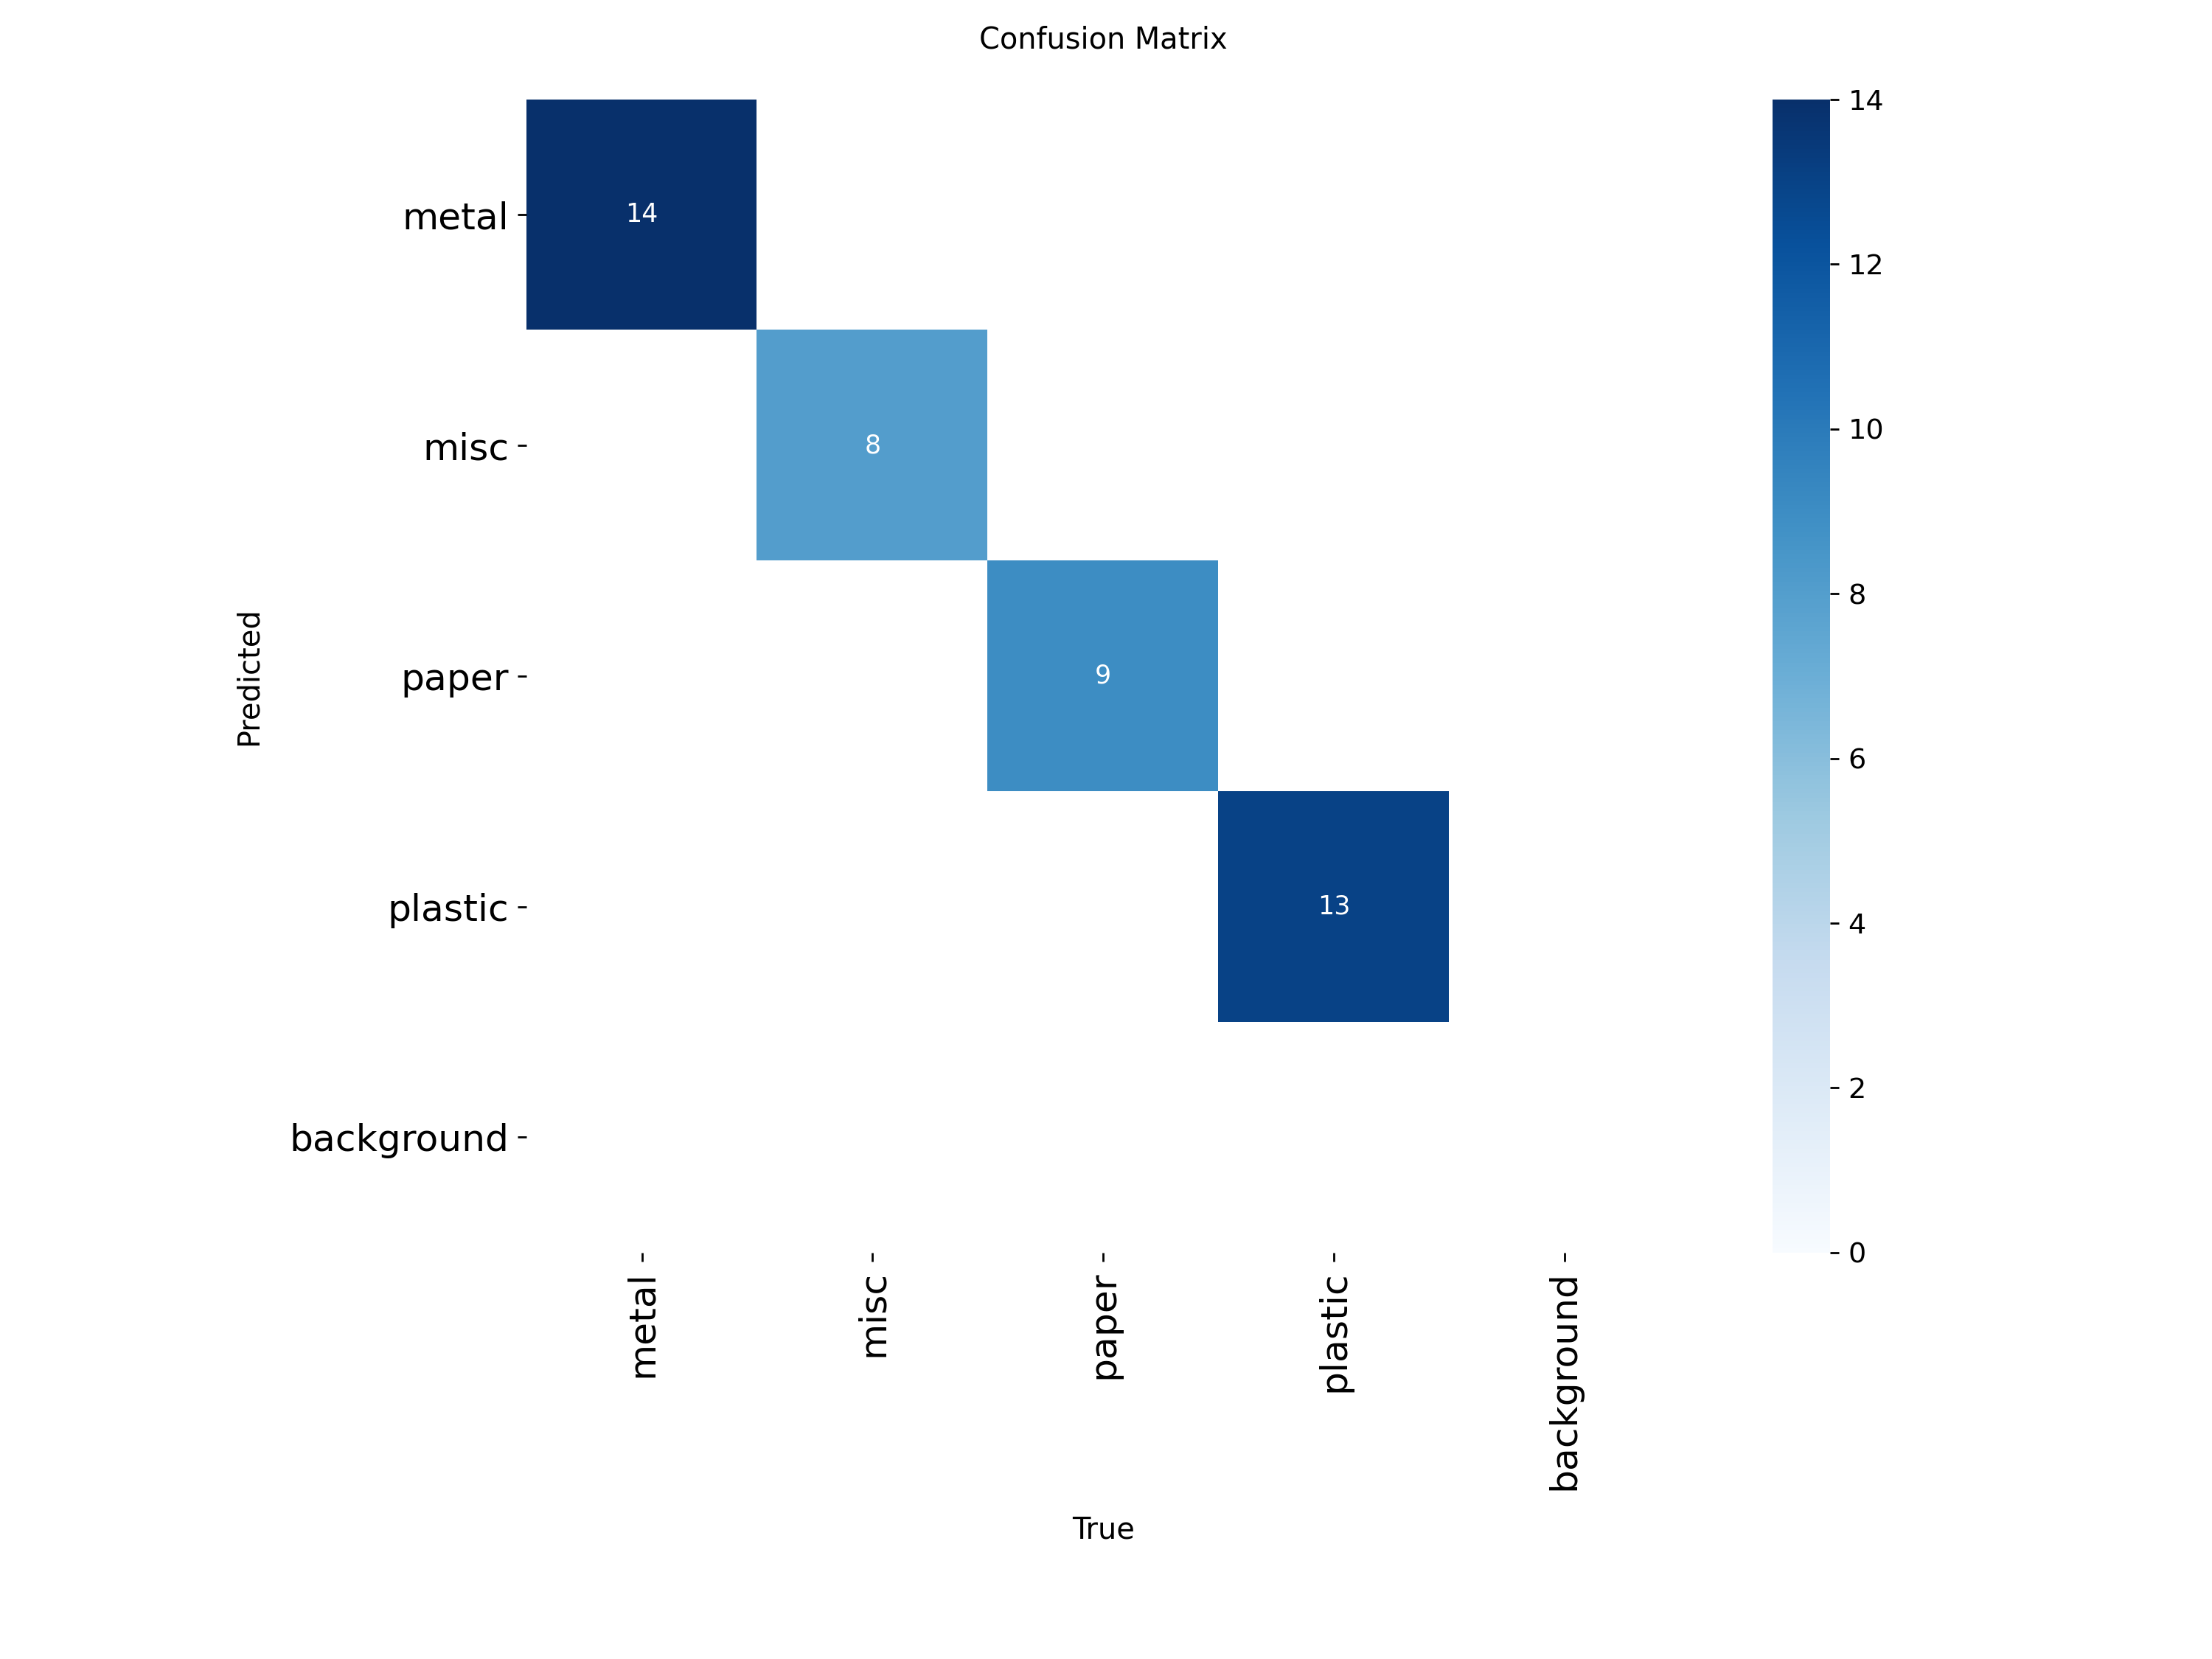 Confusion Matrix
metal
misc
paper
plastic
background
Predicted
14
8
9
13
metal
misc
paper
plastic
background
True
14
12
10
8
6
4
2
0